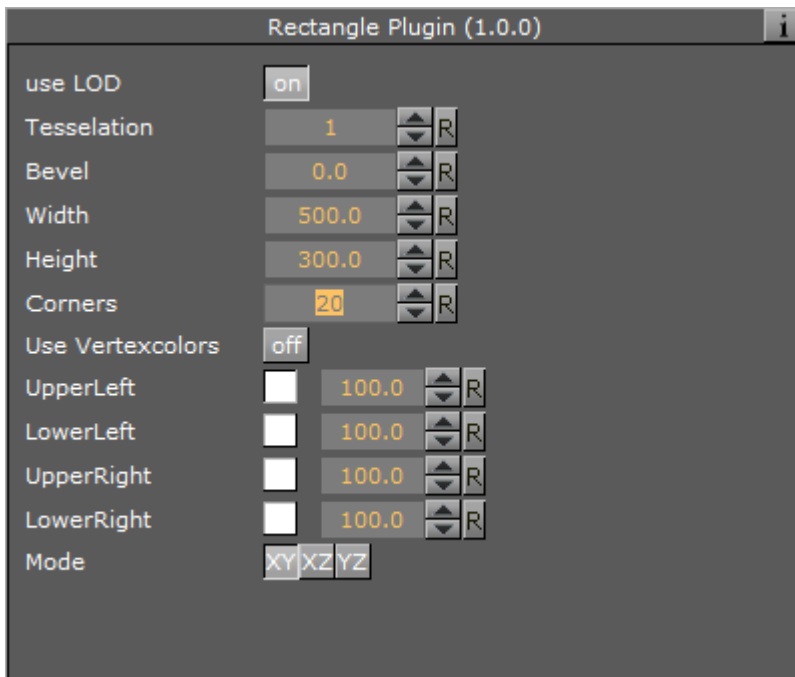 Rectangle Plugin (1.0.0) i
use LOD on
Tesselation 1 R
Bevel 0.0 R
Width 500.0 R
Height 300.0 R
Corners 20 R
Use Vertexcolors off
UpperLeft 100.0 R
LowerLeft 100.0 R
UpperRight 100.0 R
LowerRight 100.0 R
Mode XY XZ YZ